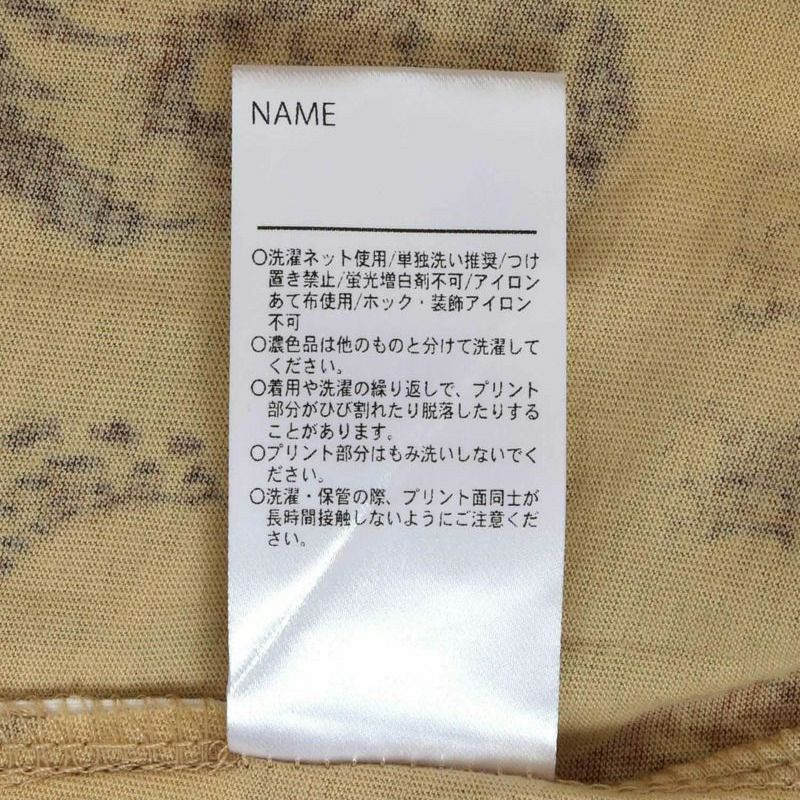 NAME
〇洗濯ネット使用/単独洗い推奨/つけ
置き禁止/蛍光増白剤不可/アイロン
あて布使用/ホック・装飾アイロン
不可
〇濃色品は他のものと分けて洗濯して
ください。
〇着用や洗濯の繰り返しで、プリント
部分がひび割れたり脱落したりする
ことがあります。
〇プリント部分はもみ洗いしないでく
ださい。
〇洗濯・保管の際、プリント面同士が
長時間接触しないようにご注意くだ
さい。